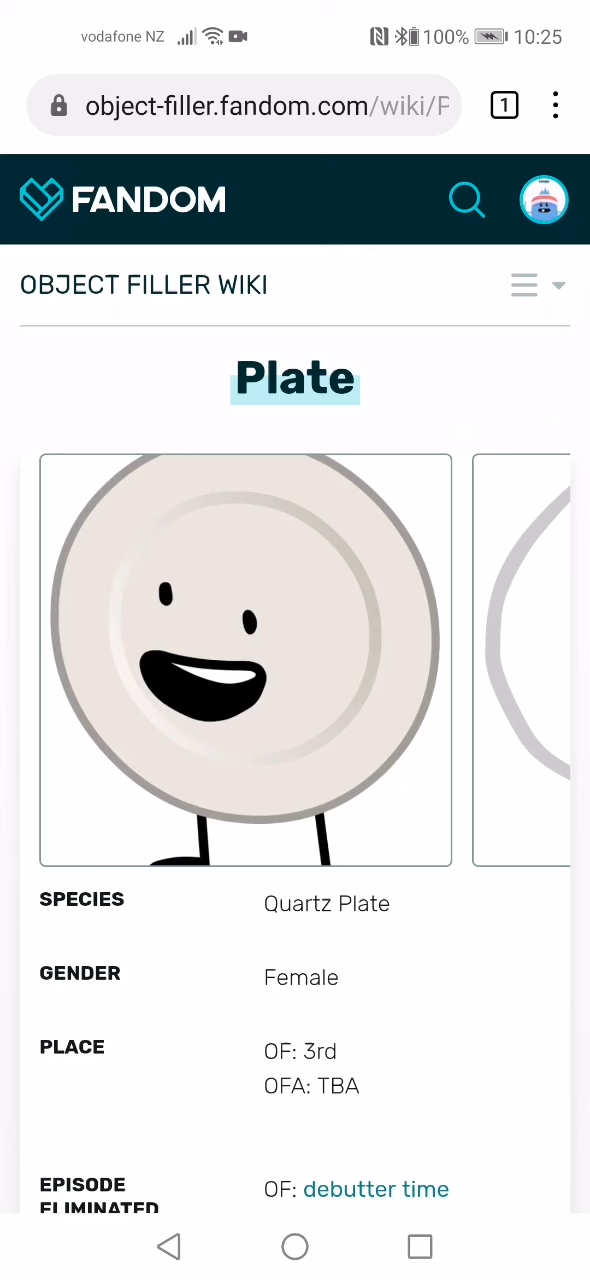 vodafone NZ 100% 10:25
object-filler.fandom.com/wiki/P 1
FANDOM
OBJECT FILLER WIKI
Plate
SPECIES Quartz Plate
GENDER Female
PLACE OF: 3rd
OFA: TBA
EPISODE OF: debutter time
ELIMINATED